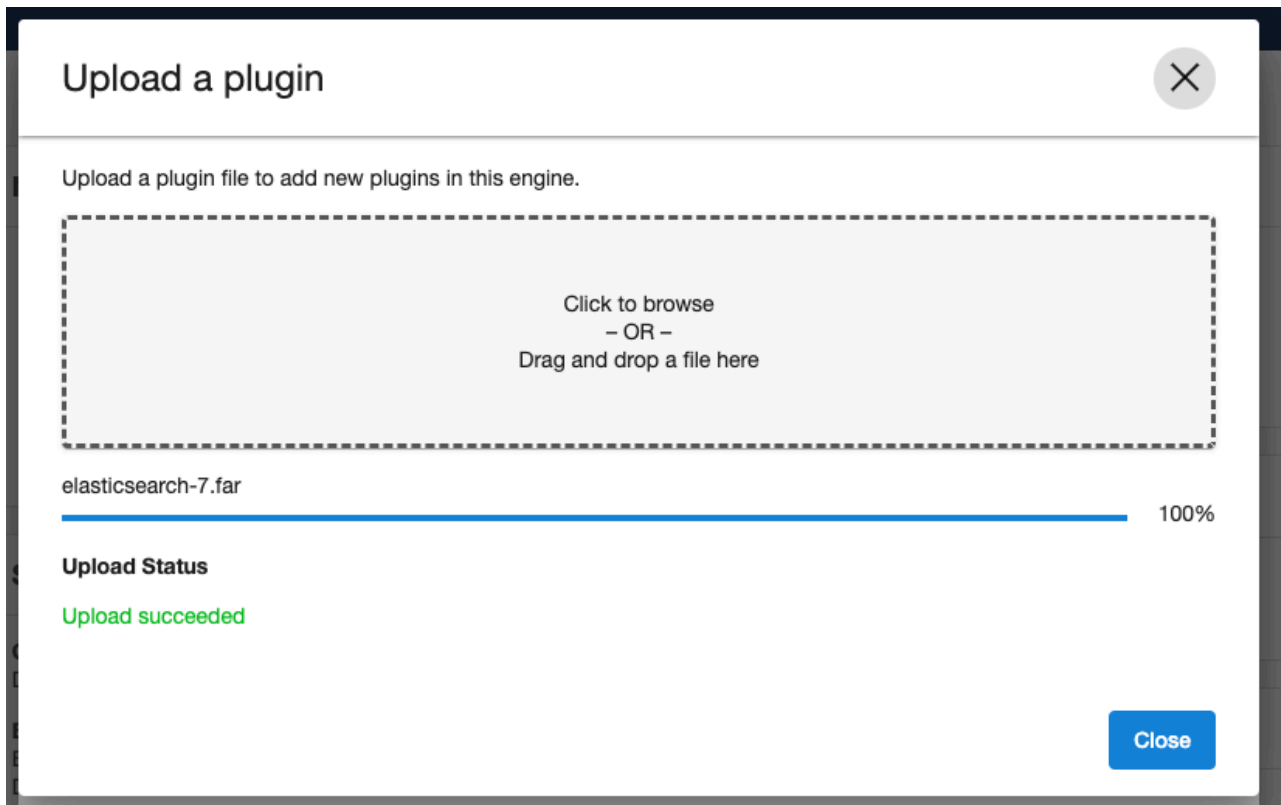 Upload a plugin
Upload a plugin file to add new plugins in this engine.
Click to browse
– OR –
Drag and drop a file here
elasticsearch-7.far
100%
Upload Status
Upload succeeded
Close